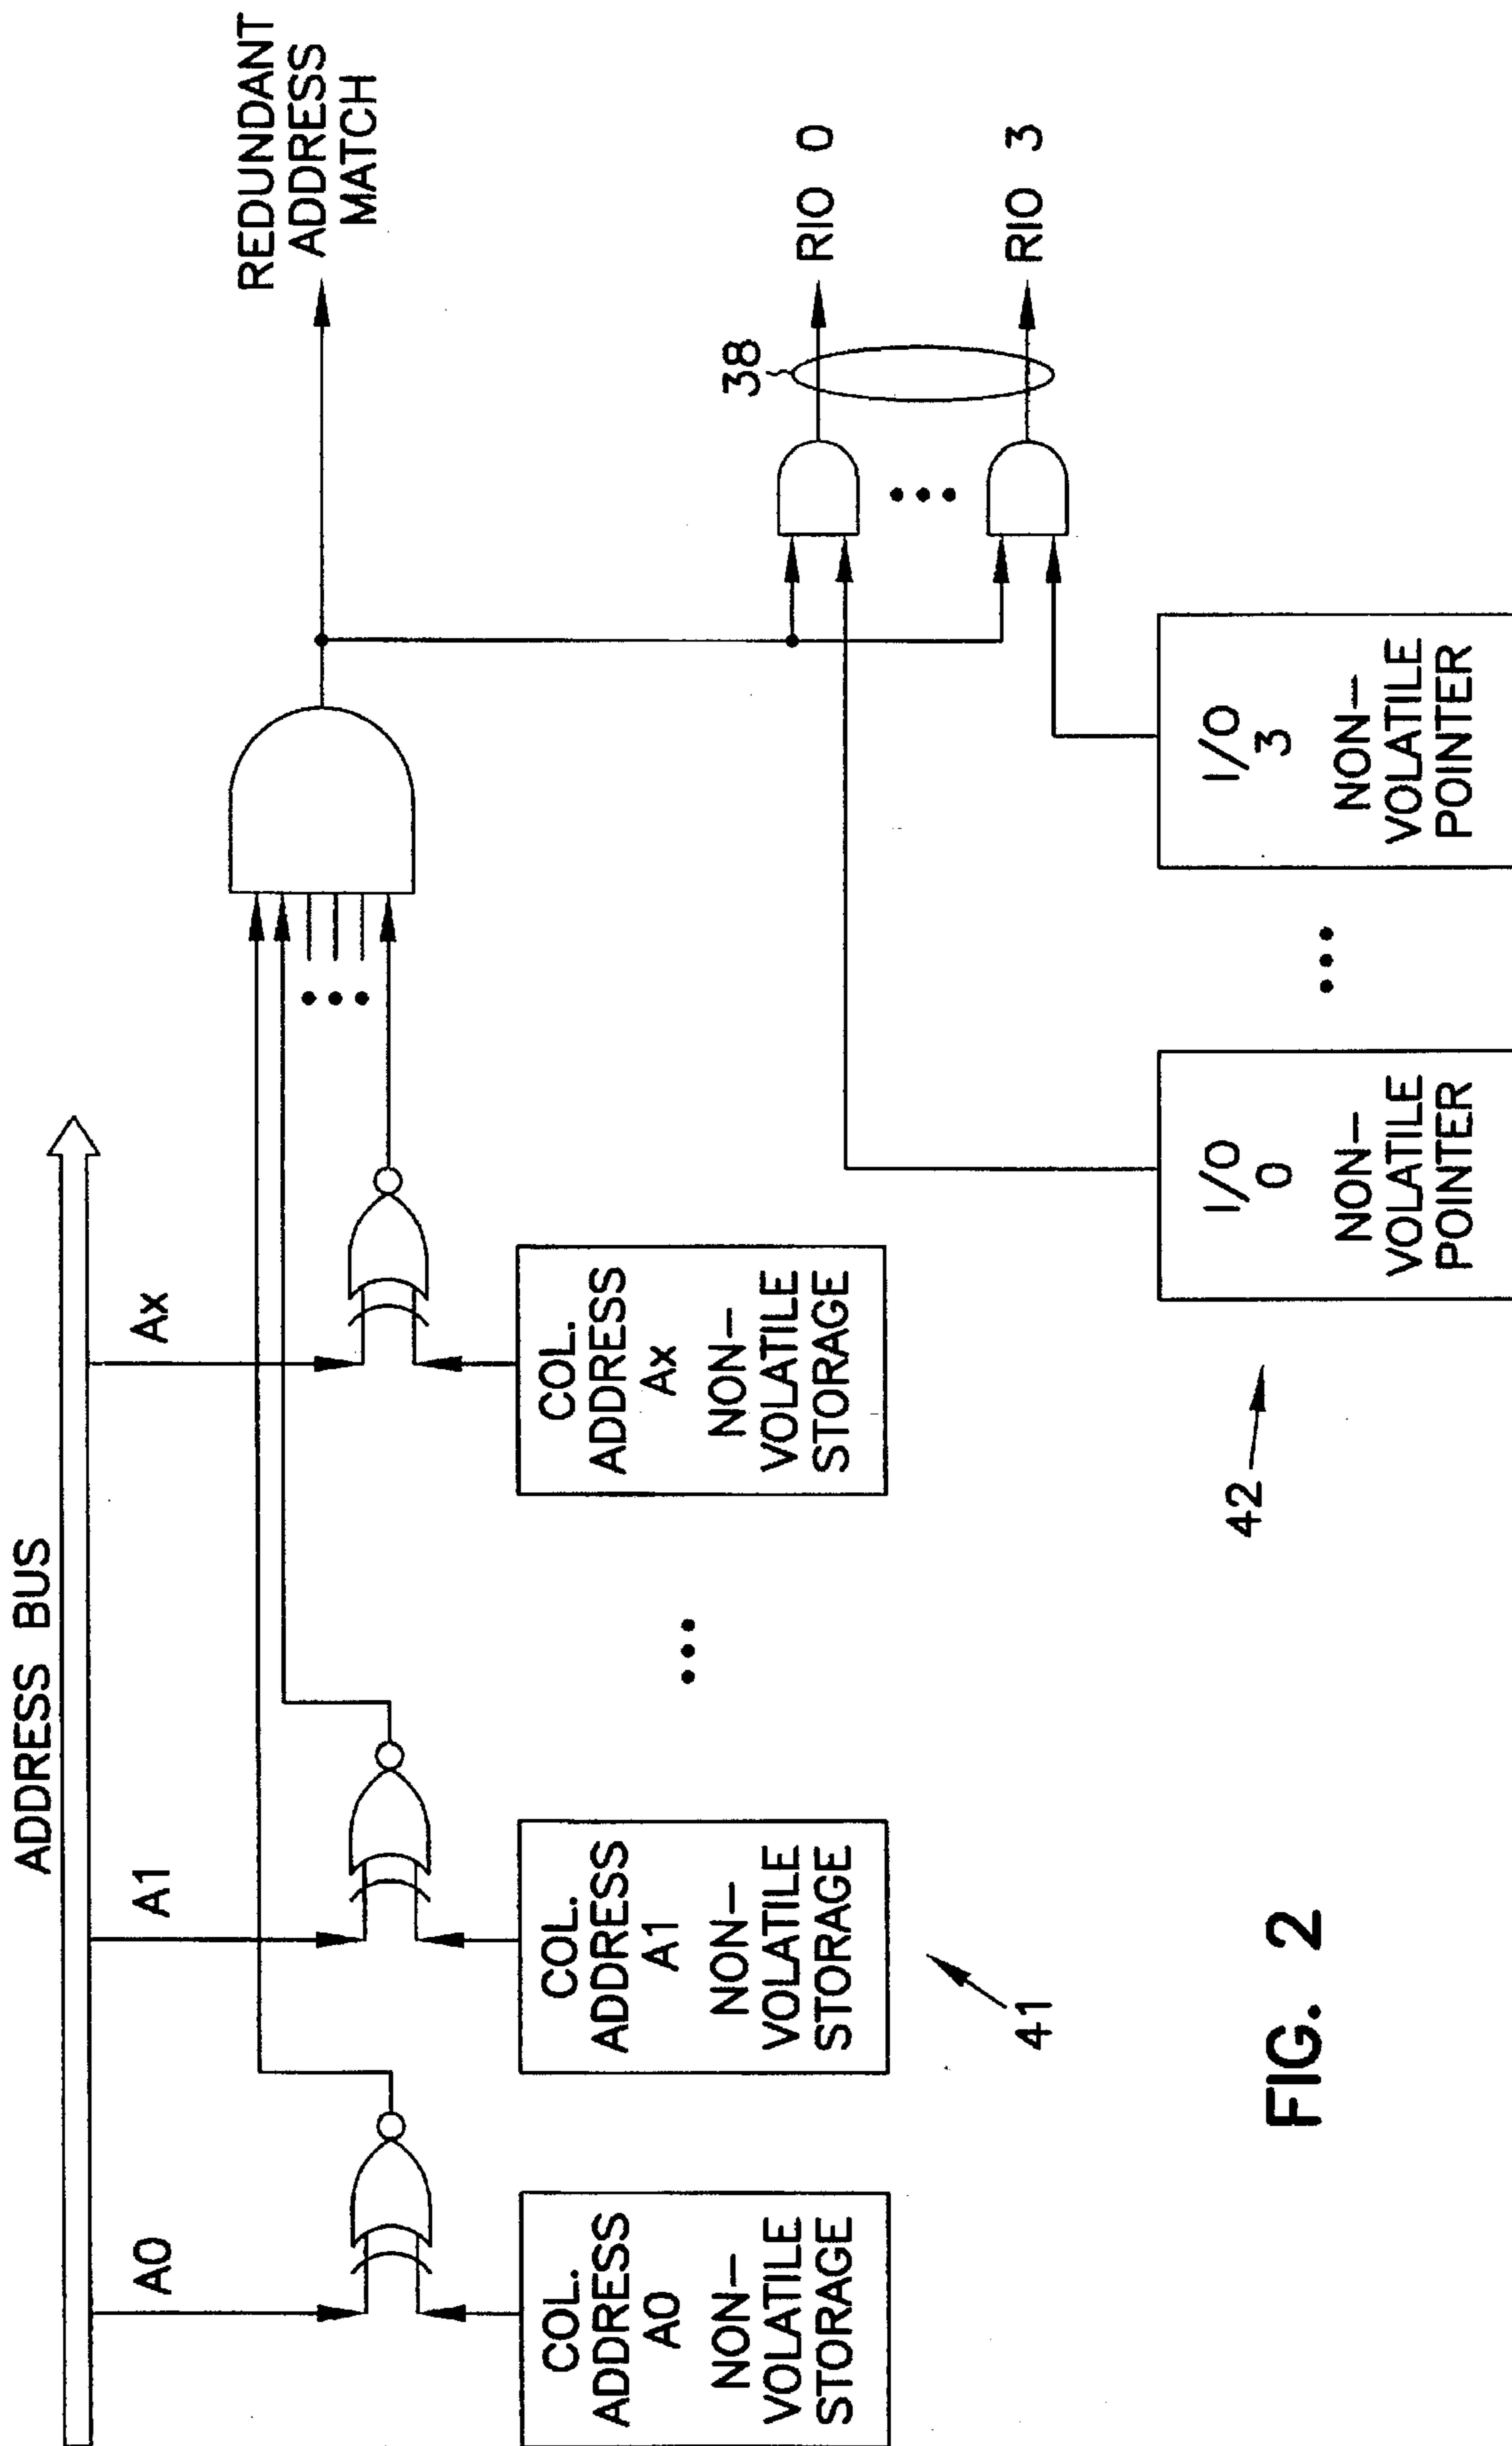 ADDRESS BUS
A0
A1
Ax
REDUNDANT
ADDRESS
MATCH
COL.
ADDRESS
A0
NON-
VOLATILE
STORAGE
COL.
ADDRESS
A1
NON-
VOLATILE
STORAGE
COL.
ADDRESS
Ax
NON-
VOLATILE
STORAGE
41
38
RIO 0
RIO 3
I/O
0
NON-
VOLATILE
POINTER
I/O
3
NON-
VOLATILE
POINTER
42
FIG. 2